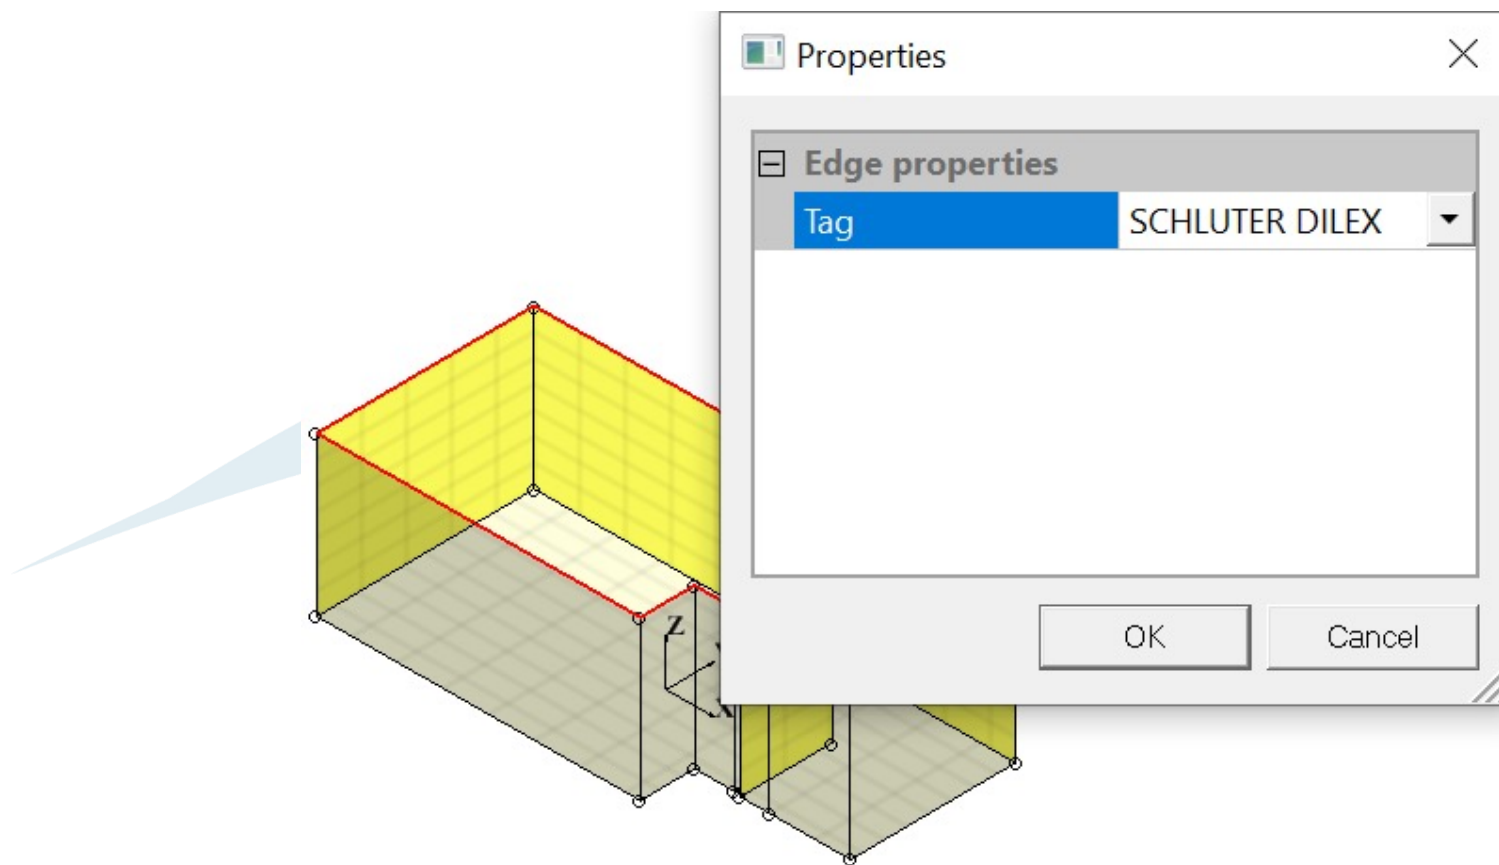 Properties
Edge properties
Tag SCHLUTER DILEX
Z
X
OK Cancel